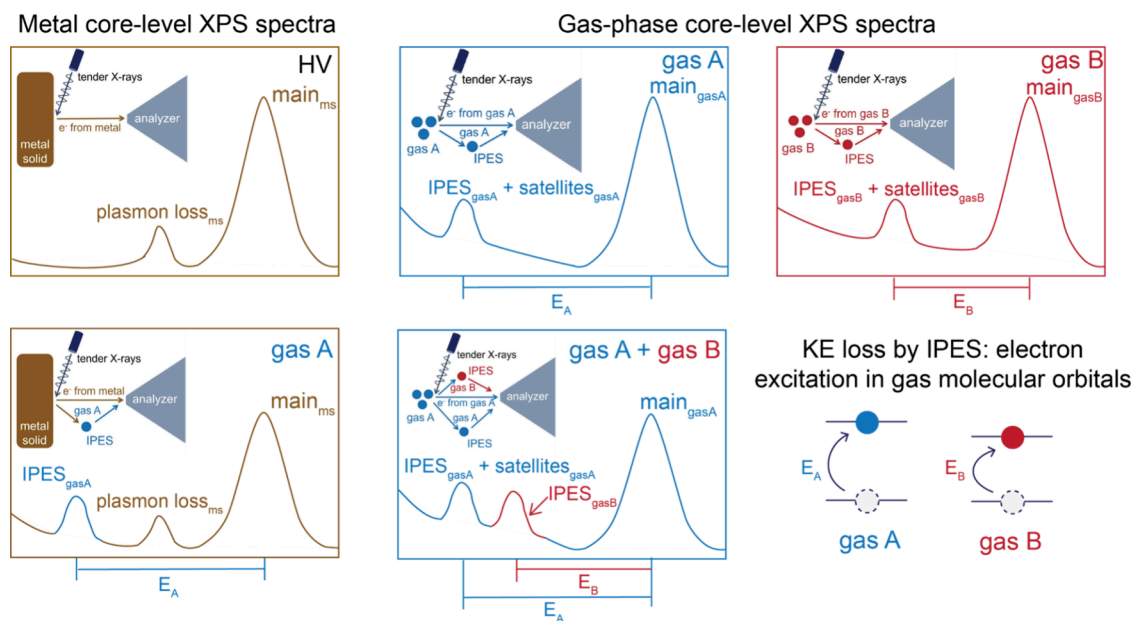 Metal core-level XPS spectra
Gas-phase core-level XPS spectra
HV
tender X-rays
main_ms
analyzer
e- from metal
metal
solid
plasmon loss_ms
gas A
tender X-rays
main_gasA
e- from gas A
gas A
analyzer
gas A
IPES
IPES_gasA + satellites_gasA
E_A
gas B
tender X-rays
main_gasB
e- from gas B
gas B
analyzer
gas B
IPES
IPES_gasB + satellites_gasB
E_B
gas A
tender X-rays
e- from metal
analyzer
gas A
IPES
metal
solid
main_ms
IPES_gasA
plasmon loss_ms
E_A
gas A + gas B
tender X-rays
IPES
gas B
e- from gas A
analyzer
gas A
gas A
IPES
main_gasA
IPES_gasA + satellites_gasA
IPES_gasB
E_B
E_A
KE loss by IPES: electron
excitation in gas molecular orbitals
E_A
E_B
gas A
gas B